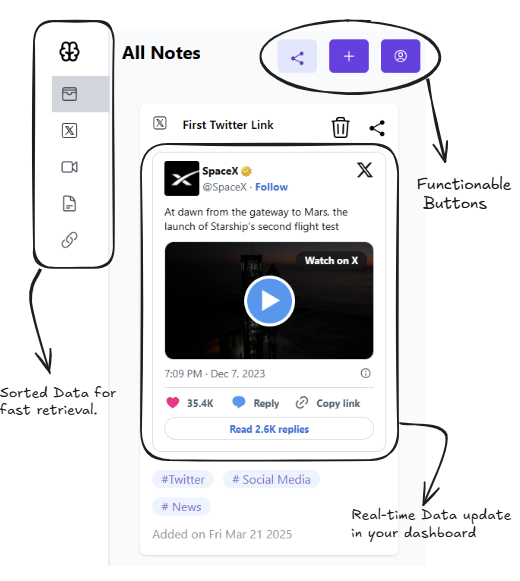 All Notes
First Twitter Link
SpaceX
@SpaceX · Follow
At dawn from the gateway to Mars, the
launch of Starship's second flight test
Watch on X
7:09 PM · Dec 7, 2023
35.4K Reply Copy link
Read 2.6K replies
#Twitter # Social Media
# News
Added on Fri Mar 21 2025
Functionable
Buttons
Sorted Data for
fast retrieval.
Real-time Data update
in your dashboard